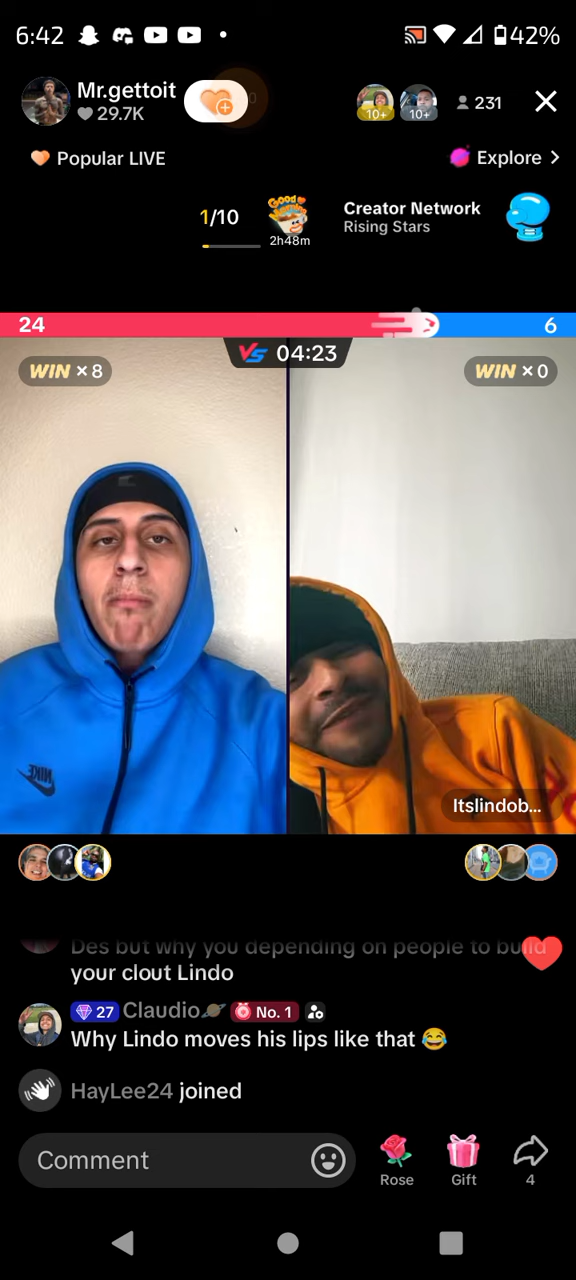 6:42
42%
Mr.gettoit
29.7K
10+
10+
231
Popular LIVE
Explore >
1/10
Good
2h48m
Creator Network
Rising Stars
24
6
VS 04:23
WIN × 8
WIN × 0
NIKE
Itslindob...
Des but why you depending on people to build
your clout Lindo
27 Claudio🪐 No. 1
Why Lindo moves his lips like that 😂
HayLee24 joined
Comment
Rose
Gift
4